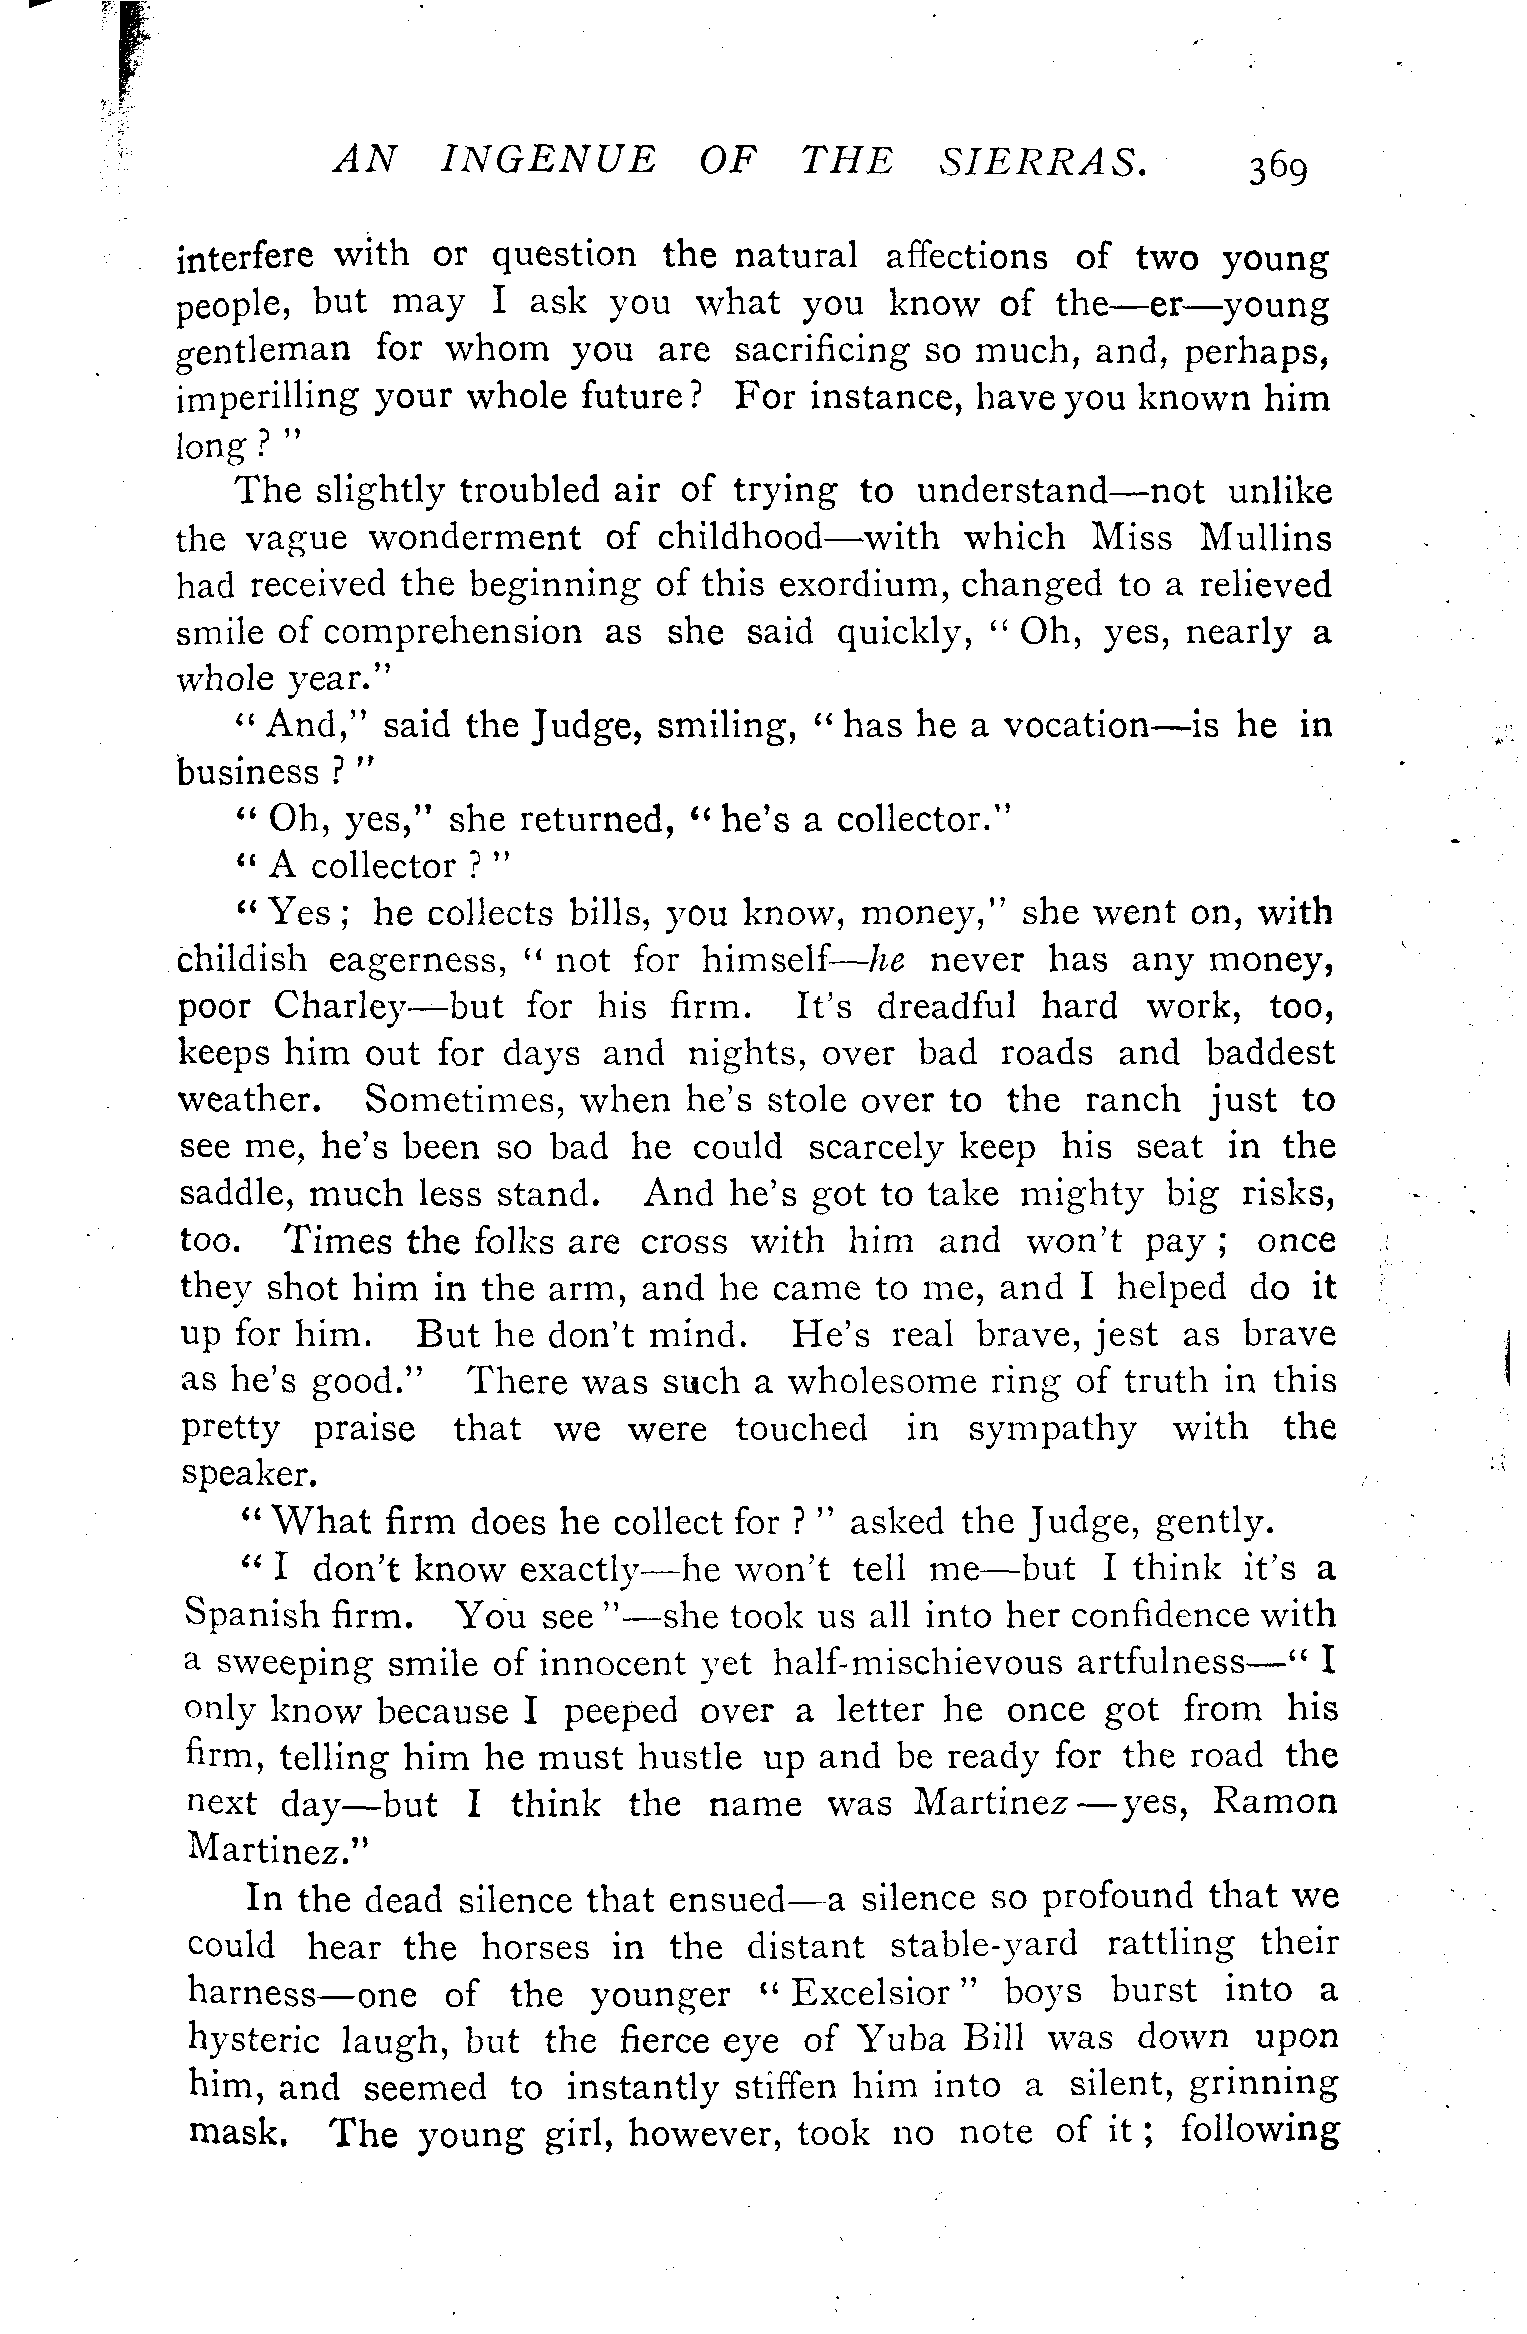 AN INGENUE OF THE SIERRAS. 369
interfere with or question the natural affections of two young
people, but may I ask you what you know of the—er—young
gentleman for whom you are sacrificing so much, and, perhaps,
imperilling your whole future? For instance, have you known him
long ? "
The slightly troubled air of trying to understand—not unlike
the vague wonderment of childhood—with which Miss Mullins
had received the beginning of this exordium, changed to a relieved
smile of comprehension as she said quickly, " Oh, yes, nearly a
whole year."
" And," said the Judge, smiling, " has he a vocation—is he in
business ? "
" Oh, yes," she returned, " he's a collector."
" A collector ? "
" Yes ; he collects bills, you know, money," she went on, with
childish eagerness, " not for himself—he never has any money,
poor Charley—but for his firm. It's dreadful hard work, too,
keeps him out for days and nights, over bad roads and baddest
weather. Sometimes, when he's stole over to the ranch just to
see me, he's been so bad he could scarcely keep his seat in the
saddle, much less stand. And he's got to take mighty big risks,
too. Times the folks are cross with him and won't pay ; once
they shot him in the arm, and he came to me, and I helped do it
up for him. But he don't mind. He's real brave, jest as brave
as he's good." There was such a wholesome ring of truth in this
pretty praise that we were touched in sympathy with the
speaker.
" What firm does he collect for ? " asked the Judge, gently.
" I don't know exactly—he won't tell me—but I think it's a
Spanish firm. You see "—she took us all into her confidence with
a sweeping smile of innocent yet half-mischievous artfulness—" I
only know because I peeped over a letter he once got from his
firm, telling him he must hustle up and be ready for the road the
next day—but I think the name was Martinez—yes, Ramon
Martinez."
In the dead silence that ensued—a silence so profound that we
could hear the horses in the distant stable-yard rattling their
harness—one of the younger " Excelsior " boys burst into a
hysteric laugh, but the fierce eye of Yuba Bill was down upon
him, and seemed to instantly stiffen him into a silent, grinning
mask. The young girl, however, took no note of it ; following